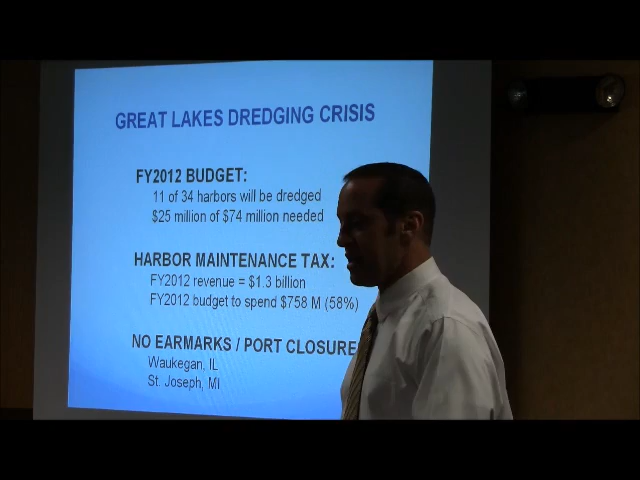 GREAT LAKES DREDGING CRISIS
FY2012 BUDGET:
11 of 34 harbors will be dredged
$25 million of $74 million needed
HARBOR MAINTENANCE TAX:
FY2012 revenue = $1.3 billion
FY2012 budget to spend $758 M (58%)
NO EARMARKS / PORT CLOSURE
Waukegan, IL
St. Joseph, MI